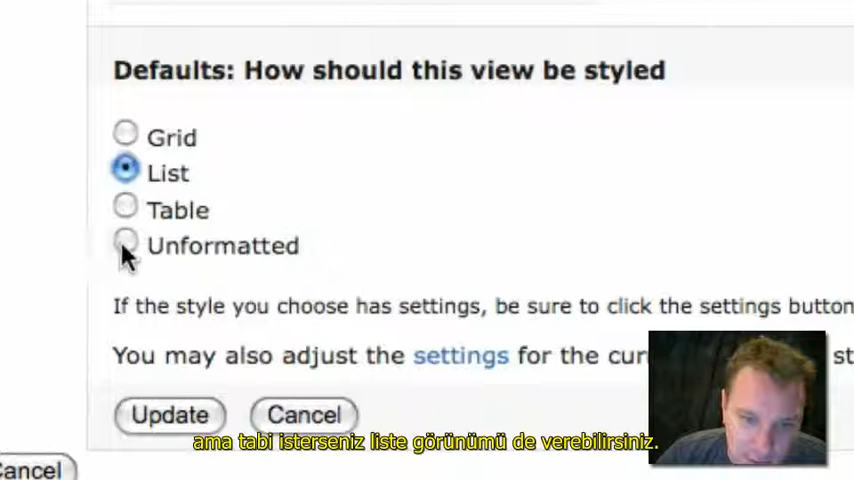 Defaults: How should this view be styled
Grid
List
Table
Unformatted
If the style you choose has settings, be sure to click the settings button
You may also adjust the settings for the cur st
Update Cancel
ama tabi isterseniz liste görünümü de verebilirsiniz.
Cancel